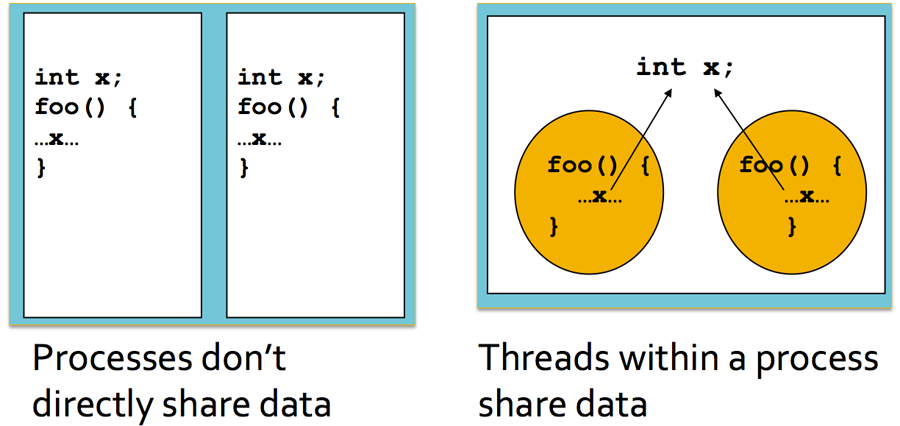 int x;
foo() {
…x…
}
int x;
foo() {
…x…
}
Processes don’t
directly share data
int x;
foo() {
…x…
}
foo() {
…x…
}
Threads within a process
share data